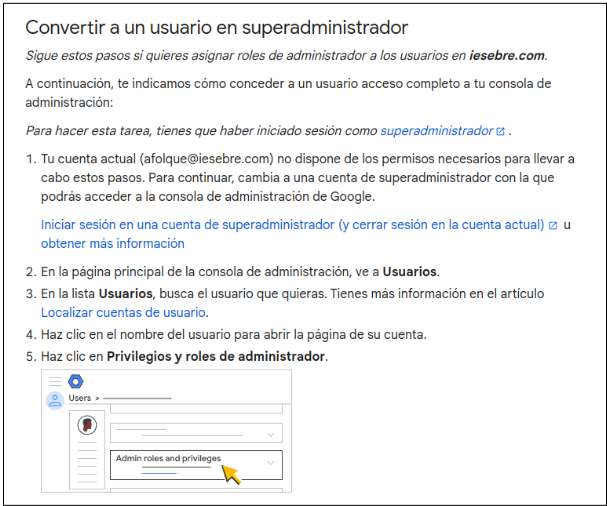 Convertir a un usuario en superadministrador
Sigue estos pasos si quieres asignar roles de administrador a los usuarios en iesebre.com.
A continuación, te indicamos cómo conceder a un usuario acceso completo a tu consola de
administración:
Para hacer esta tarea, tienes que haber iniciado sesión como superadministrador .
1. Tu cuenta actual (afolque@iesebre.com) no dispone de los permisos necesarios para llevar a
cabo estos pasos. Para continuar, cambia a una cuenta de superadministrador con la que
podrás acceder a la consola de administración de Google.
Iniciar sesión en una cuenta de superadministrador (y cerrar sesión en la cuenta actual) u
obtener más información
2. En la página principal de la consola de administración, ve a Usuarios.
3. En la lista Usuarios, busca el usuario que quieras. Tienes más información en el artículo
Localizar cuentas de usuario.
4. Haz clic en el nombre del usuario para abrir la página de su cuenta.
5. Haz clic en Privilegios y roles de administrador.
Users >
Admin roles and privileges